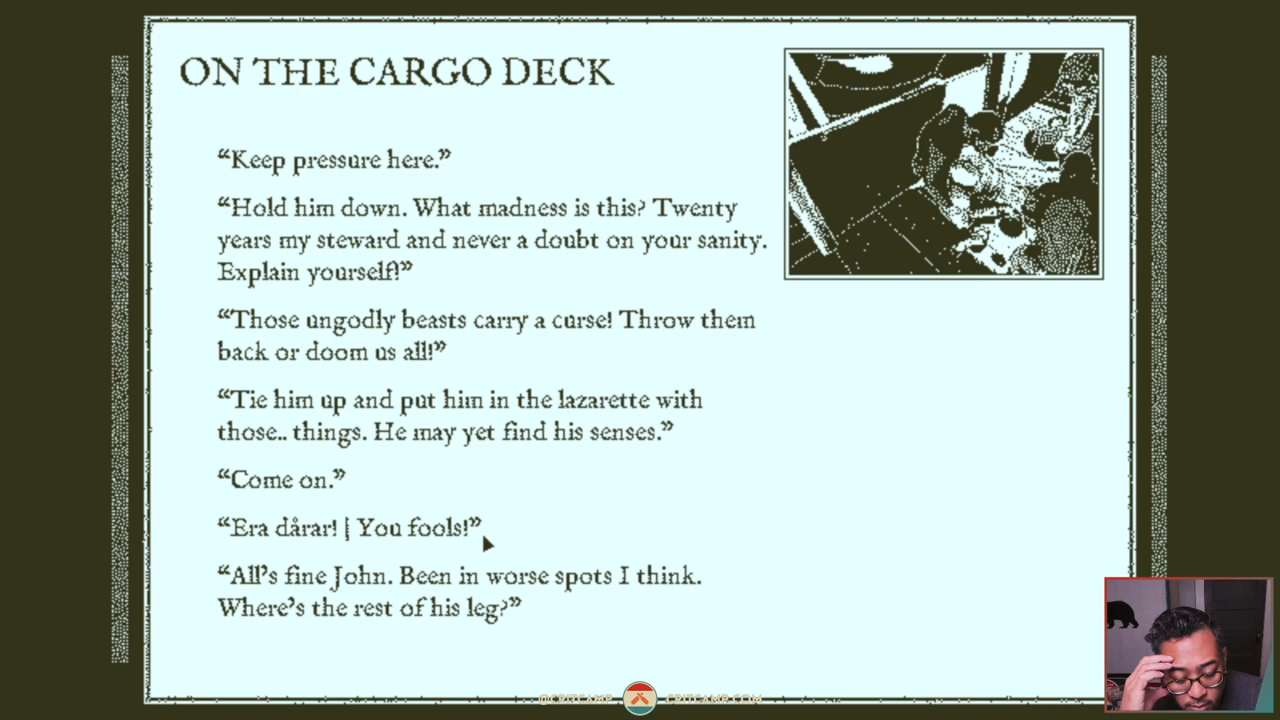 ON THE CARGO DECK
“Keep pressure here.”
“Hold him down. What madness is this? Twenty
years my steward and never a doubt on your sanity.
Explain yourself!”
“Those ungodly beasts carry a curse! Throw them
back or doom us all!”
“Tie him up and put him in the lazarette with
those.. things. He may yet find his senses.”
“Come on.”
“Era dårar! | You fools!”
“All’s fine John. Been in worse spots I think.
Where’s the rest of his leg?”
@CRITCAMP CRITCAMP.COM